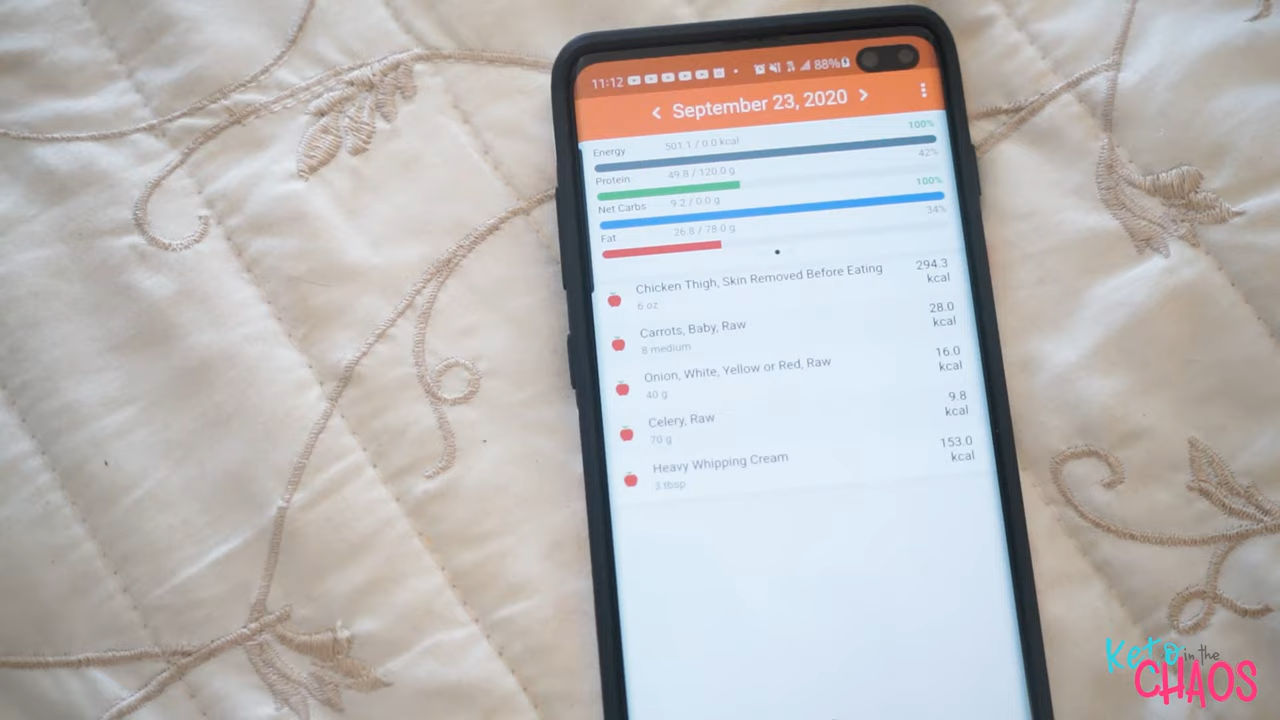 11:12
88%
< September 23, 2020 >
Energy 501.1 / 0.0 kcal 100%
Protein 49.8 / 120.0 g 42%
Net Carbs 9.2 / 0.0 g 100%
Fat 26.8 / 78.0 g 34%
Chicken Thigh, Skin Removed Before Eating 294.3 kcal
6 oz
Carrots, Baby, Raw 28.0 kcal
8 medium
Onion, White, Yellow or Red, Raw 16.0 kcal
40 g
Celery, Raw 9.8 kcal
70 g
Heavy Whipping Cream 153.0 kcal
3 tbsp
Keto in the
CHAOS